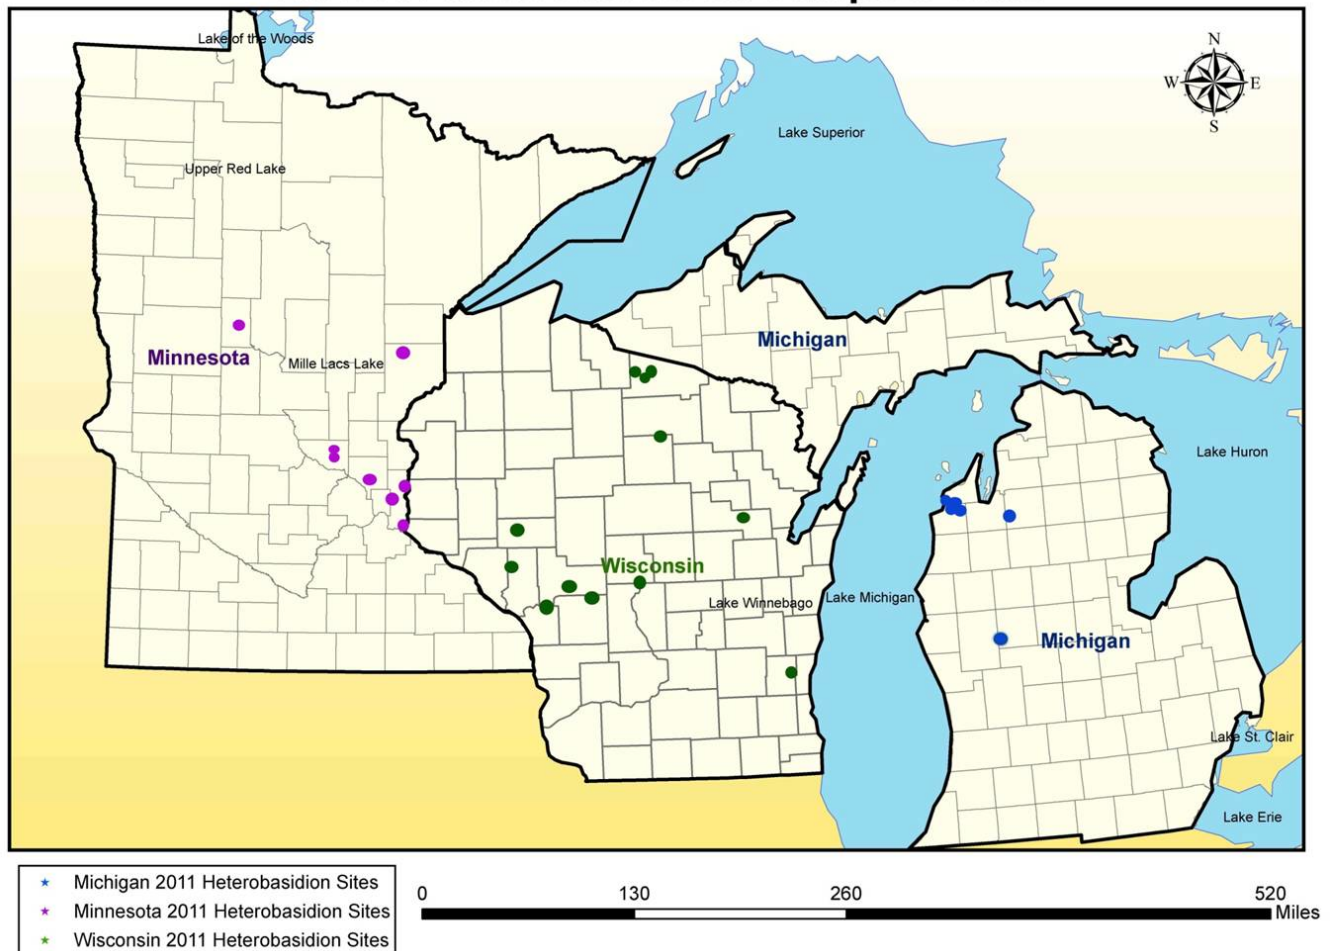 Lake of the Woods
N
W E
S
Lake Superior
Upper Red Lake
Michigan
Minnesota
Mille Lacs Lake
Lake Huron
Wisconsin
Lake Winnebago
Lake Michigan
Michigan
Lake St. Clair
Lake Erie
Michigan 2011 Heterobasidion Sites
Minnesota 2011 Heterobasidion Sites
Wisconsin 2011 Heterobasidion Sites
0 130 260 520
Miles